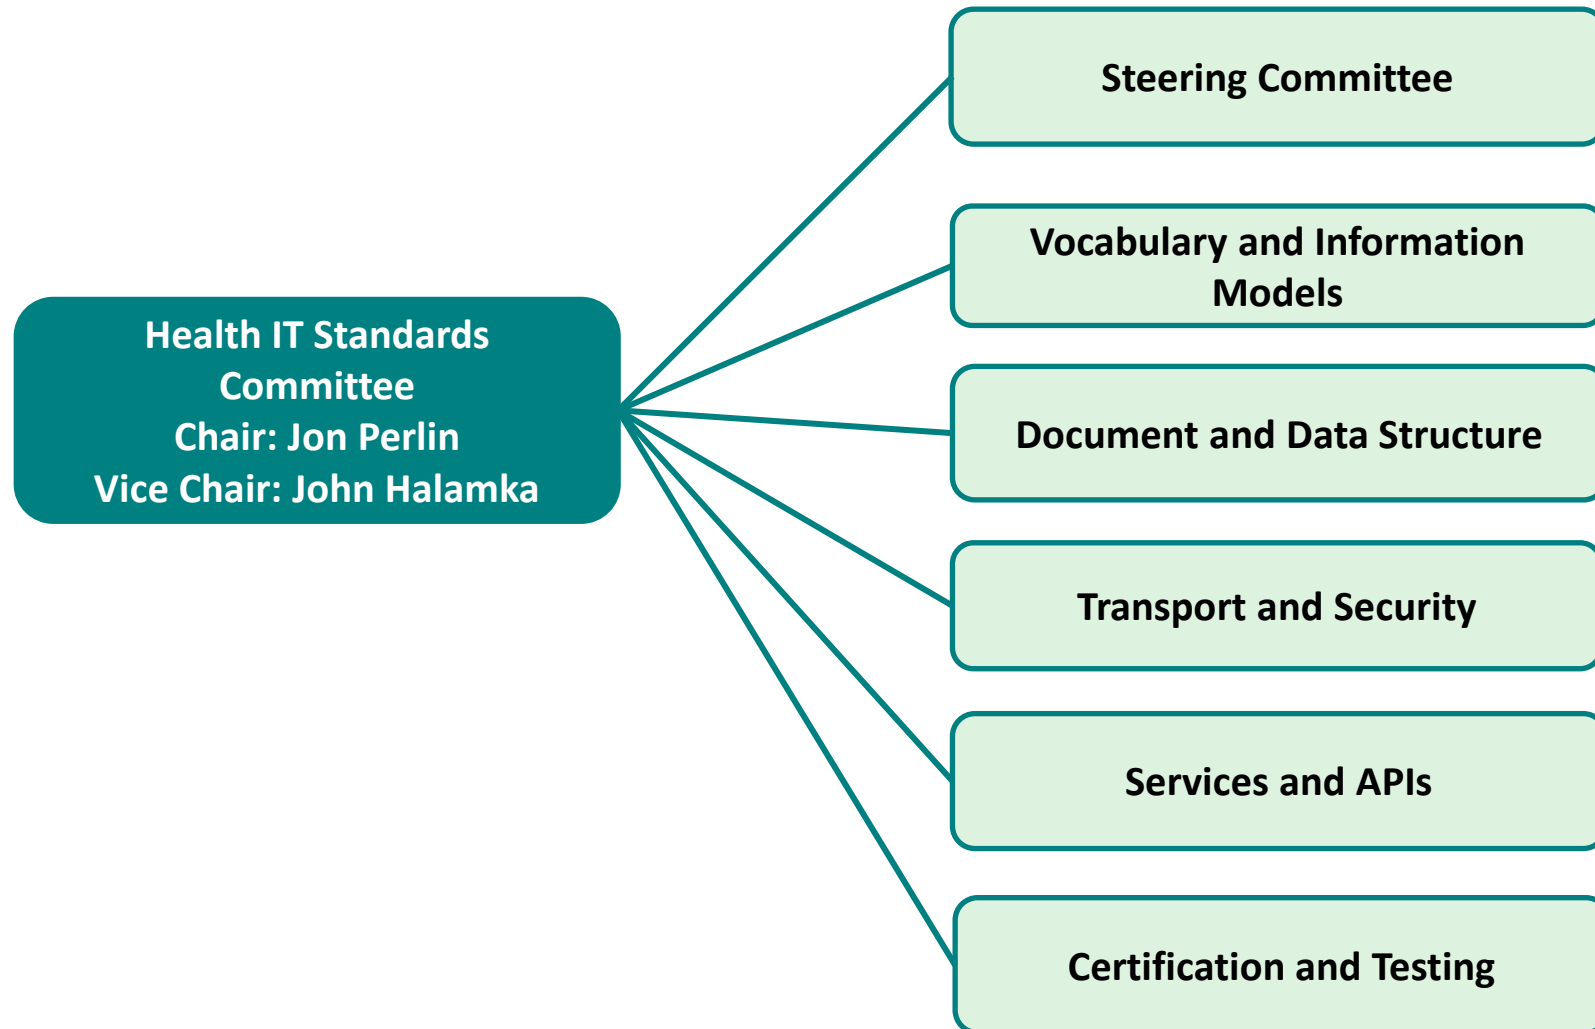 Steering Committee
Vocabulary and Information
Models
Health IT Standards
Committee
Chair: Jon Perlin
Vice Chair: John Halamka
Document and Data Structure
Transport and Security
Services and APIs
Certification and Testing